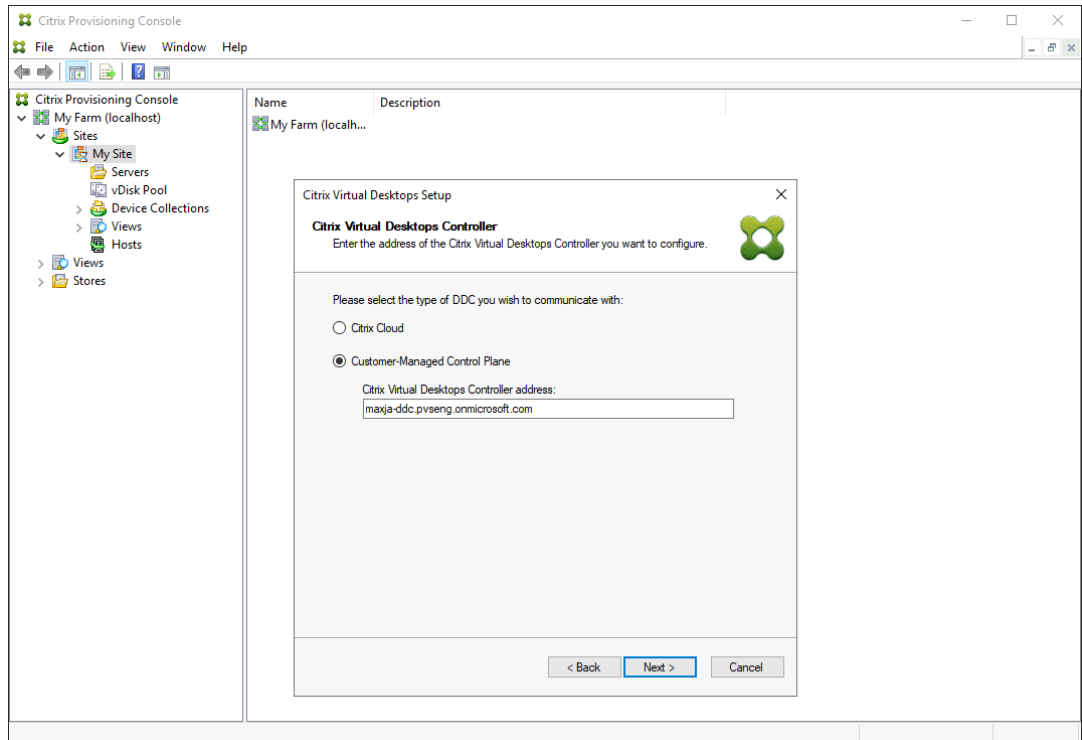 Citrix Provisioning Console
File Action View Window Help
Citrix Provisioning Console
My Farm (localhost)
Sites
My Site
Servers
vDisk Pool
Device Collections
Views
Hosts
Views
Stores
Name Description
My Farm (localh...
Citrix Virtual Desktops Setup
Citrix Virtual Desktops Controller
Enter the address of the Citrix Virtual Desktops Controller you want to configure.
Please select the type of DDC you wish to communicate with:
Citrix Cloud
Customer-Managed Control Plane
Citrix Virtual Desktops Controller address:
maxja-ddc.pvseng.onmicrosoft.com
< Back Next > Cancel